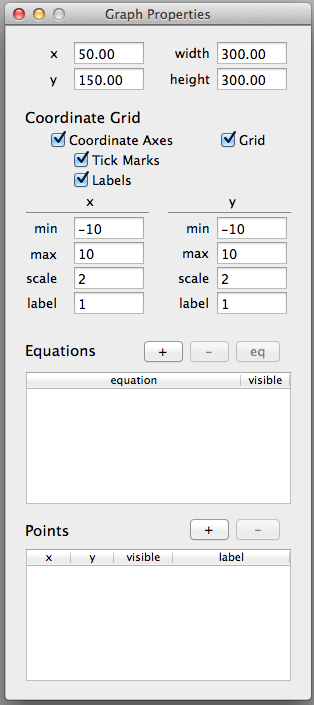 Graph Properties
x 50.00 width 300.00
y 150.00 height 300.00
Coordinate Grid
Coordinate Axes Grid
Tick Marks
Labels
x y
min -10 min -10
max 10 max 10
scale 2 scale 2
label 1 label 1
Equations + - eq
equation visible
Points + -
x y visible label